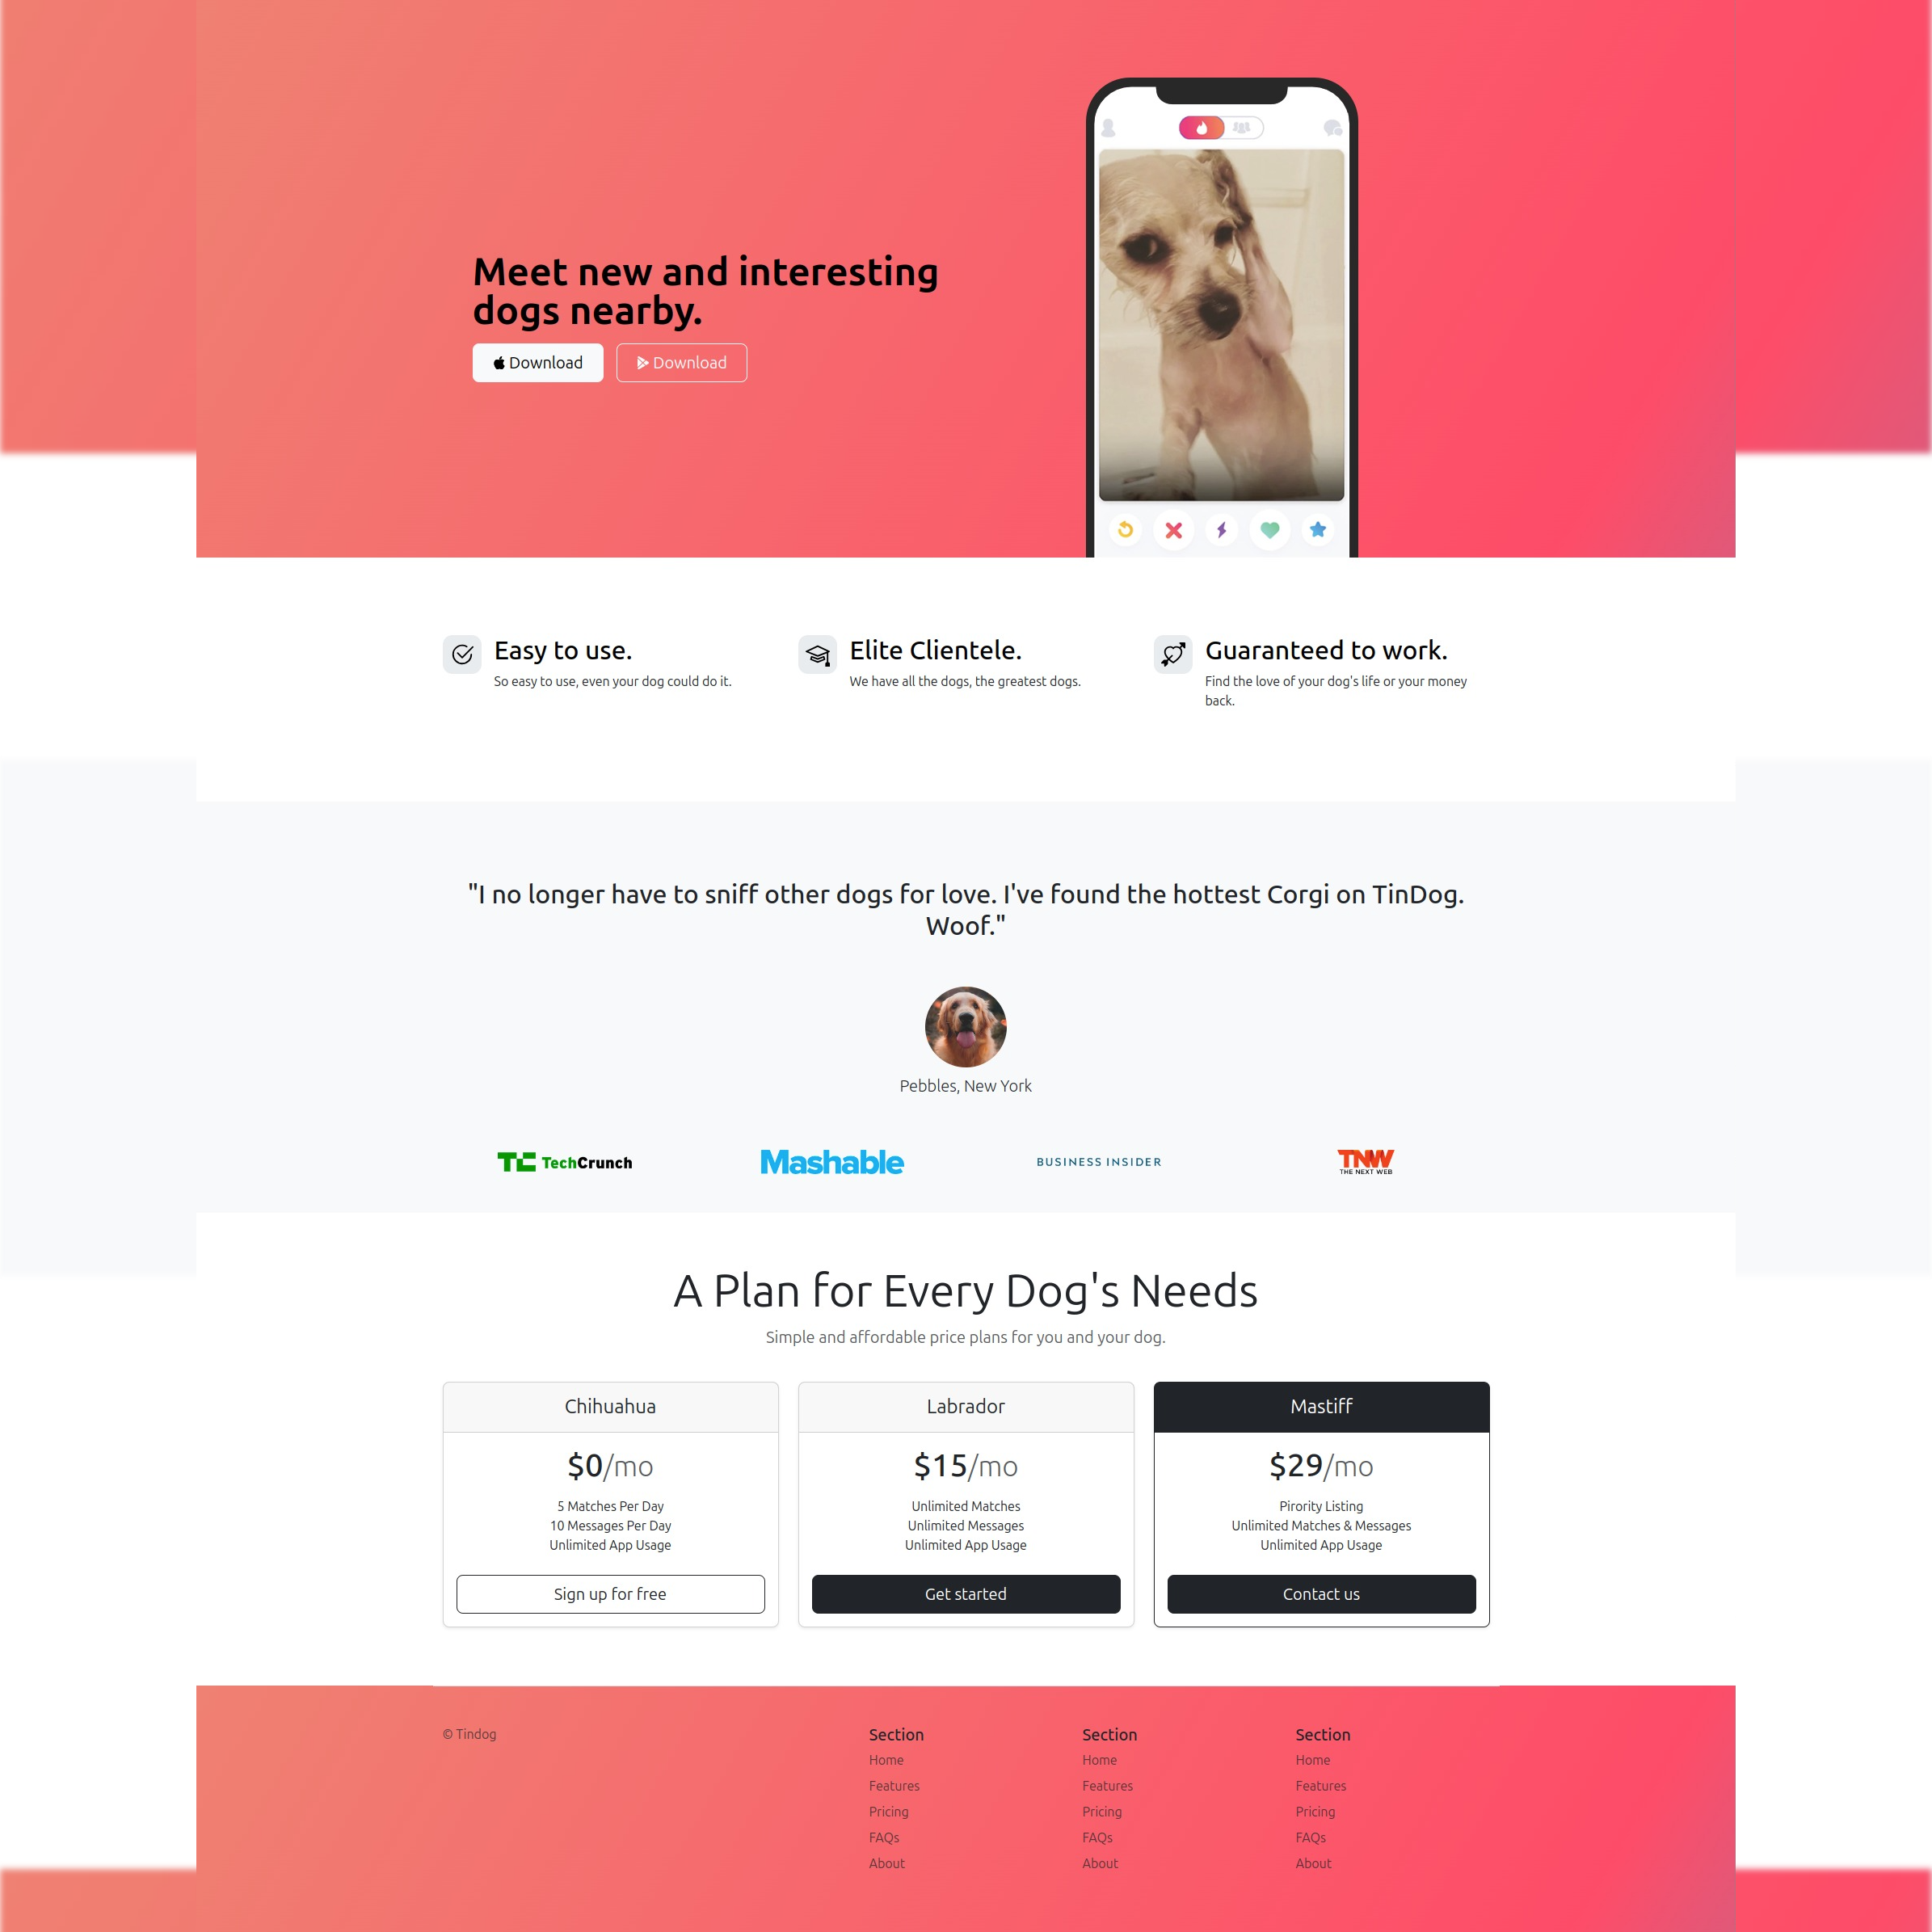 Meet new and interesting
dogs nearby.
Download
Download
Easy to use.
So easy to use, even your dog could do it.
Elite Clientele.
We have all the dogs, the greatest dogs.
Guaranteed to work.
Find the love of your dog's life or your money
back.
"I no longer have to sniff other dogs for love. I've found the hottest Corgi on TinDog.
Woof."
Pebbles, New York
TC TechCrunch
Mashable
BUSINESS INSIDER
TNW
THE NEXT WEB
A Plan for Every Dog's Needs
Simple and affordable price plans for you and your dog.
Chihuahua
$0/mo
5 Matches Per Day
10 Messages Per Day
Unlimited App Usage
Sign up for free
Labrador
$15/mo
Unlimited Matches
Unlimited Messages
Unlimited App Usage
Get started
Mastiff
$29/mo
Pirority Listing
Unlimited Matches & Messages
Unlimited App Usage
Contact us
© Tindog
Section
Home
Features
Pricing
FAQs
About
Section
Home
Features
Pricing
FAQs
About
Section
Home
Features
Pricing
FAQs
About